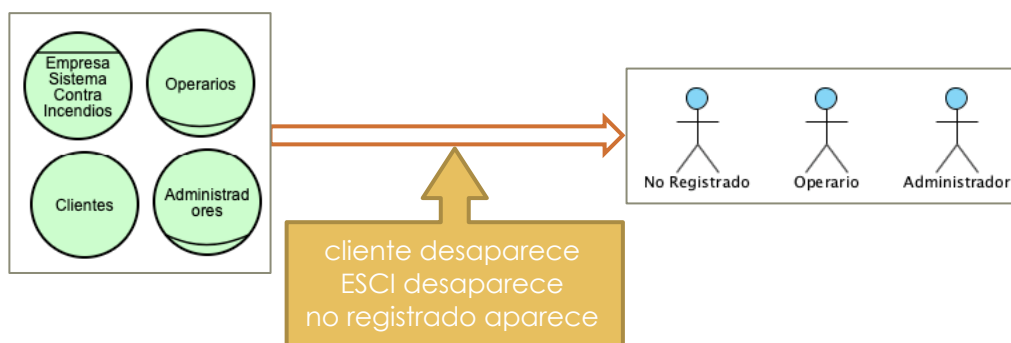 Empresa
Sistema
Contra
Incendios
Operarios
Clientes
Administrad
ores
cliente desaparece
ESCI desaparece
no registrado aparece
No Registrado
Operario
Administrador